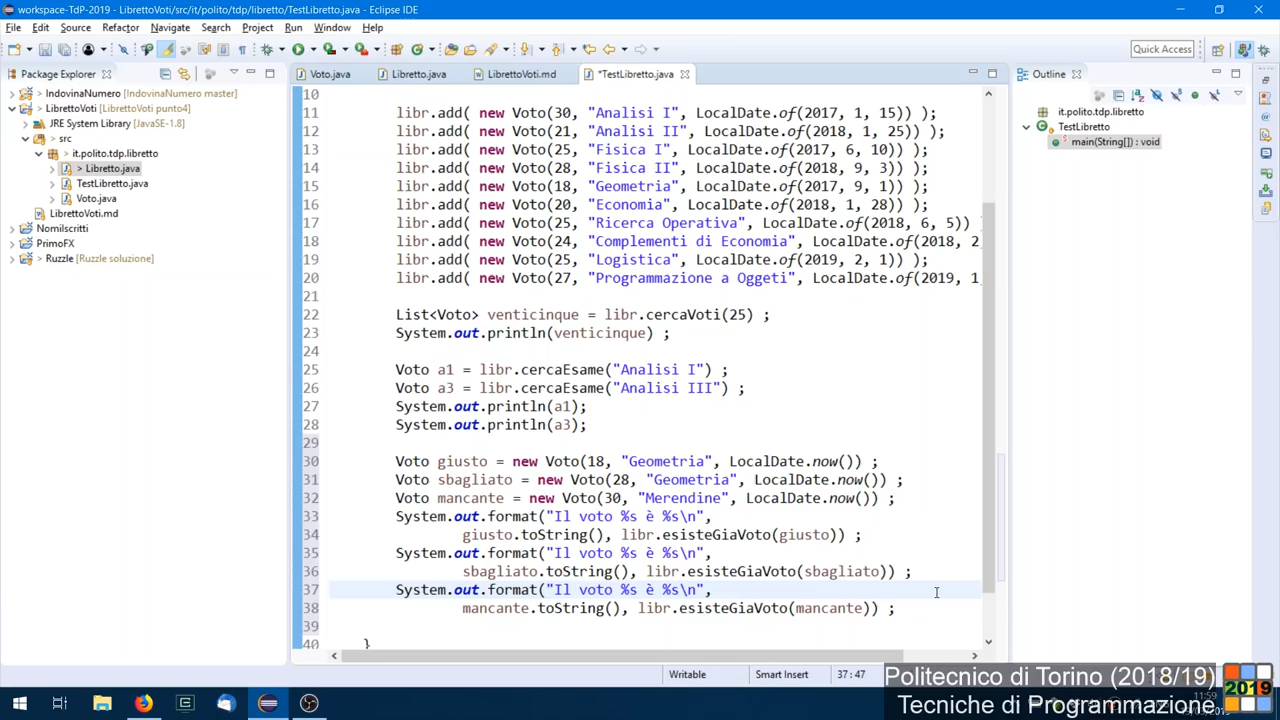 workspace-TdP-2019 - LibrettoVoti/src/it/polito/tdp/libretto/TestLibretto.java - Eclipse IDE
File Edit Source Refactor Navigate Search Project Run Window Help
Quick Access
Package Explorer
Voto.java Libretto.java LibrettoVoti.md *TestLibretto.java
Outline
IndovinaNumero [IndovinaNumero master]
LibrettoVoti [LibrettoVoti punto4]
JRE System Library [JavaSE-1.8]
> src
> it.polito.tdp.libretto
> Libretto.java
TestLibretto.java
Voto.java
LibrettoVoti.md
NomiIscritti
PrimoFX
Ruzzle [Ruzzle soluzione]
10
11 libr.add( new Voto(30, "Analisi I", LocalDate.of(2017, 1, 15)) );
12 libr.add( new Voto(21, "Analisi II", LocalDate.of(2018, 1, 25)) );
13 libr.add( new Voto(25, "Fisica I", LocalDate.of(2017, 6, 10)) );
14 libr.add( new Voto(28, "Fisica II", LocalDate.of(2018, 9, 3)) );
15 libr.add( new Voto(18, "Geometria", LocalDate.of(2017, 9, 1)) );
16 libr.add( new Voto(20, "Economia", LocalDate.of(2018, 1, 28)) );
17 libr.add( new Voto(25, "Ricerca Operativa", LocalDate.of(2018, 6, 5)) )
18 libr.add( new Voto(24, "Complementi di Economia", LocalDate.of(2018, 2
19 libr.add( new Voto(25, "Logistica", LocalDate.of(2019, 2, 1)) );
20 libr.add( new Voto(27, "Programmazione a Oggeti", LocalDate.of(2019, 1
21
22 List<Voto> venticinque = libr.cercaVoti(25) ;
23 System.out.println(venticinque) ;
24
25 Voto a1 = libr.cercaEsame("Analisi I") ;
26 Voto a3 = libr.cercaEsame("Analisi III") ;
27 System.out.println(a1);
28 System.out.println(a3);
29
30 Voto giusto = new Voto(18, "Geometria", LocalDate.now()) ;
31 Voto sbagliato = new Voto(28, "Geometria", LocalDate.now()) ;
32 Voto mancante = new Voto(30, "Merendine", LocalDate.now()) ;
33 System.out.format("Il voto %s è %s\n",
34 giusto.toString(), libr.esisteGiaVoto(giusto)) ;
35 System.out.format("Il voto %s è %s\n",
36 sbagliato.toString(), libr.esisteGiaVoto(sbagliato)) ;
37 System.out.format("Il voto %s è %s\n",
38 mancante.toString(), libr.esisteGiaVoto(mancante)) ;
39
40 }
it.polito.tdp.libretto
TestLibretto
main(String[]) : void
Writable Smart Insert 37 : 47
Politecnico di Torino (2018/19)
Tecniche di Programmazione
2019
11:59